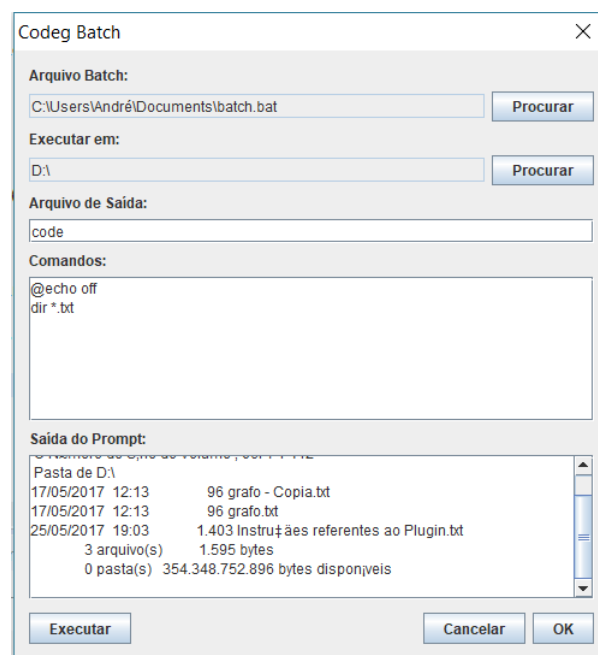 Codeg Batch
Arquivo Batch:
C:\Users\André\Documents\batch.bat
Procurar
Executar em:
D:\
Procurar
Arquivo de Saída:
code
Comandos:
@echo off
dir *.txt
Saída do Prompt:
Pasta de D:\
17/05/2017 12:13 96 grafo - Copia.txt
17/05/2017 12:13 96 grafo.txt
25/05/2017 19:03 1.403 Instru‡äes referentes ao Plugin.txt
3 arquivo(s) 1.595 bytes
0 pasta(s) 354.348.752.896 bytes dispon¡veis
Executar
Cancelar
OK